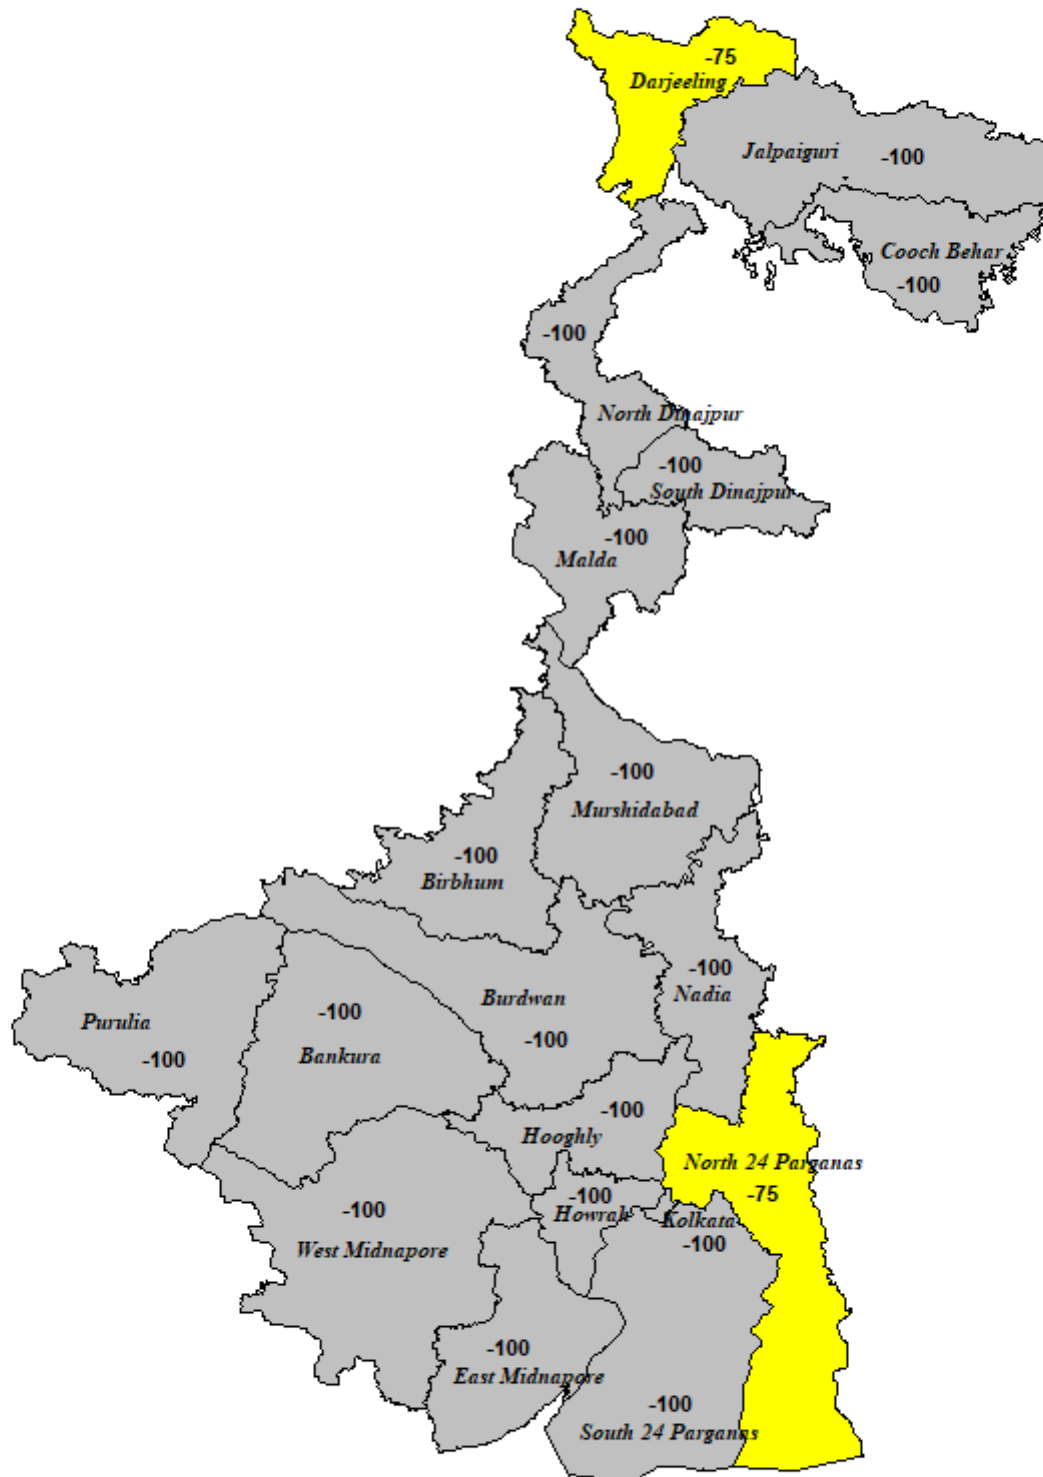 -75
Darjeeling
Jalpaiguri -100
Cooch Behar
-100
-100
North Dinajpur
-100
South Dinajpur
-100
Malda
-100
Murshidabad
-100
Birbhum
-100
Nadia
Burdwan
-100
-100
Bankura
Purulia
-100
-100
Hooghly
North 24 Parganas
-75
-100
Howrah
Kolkata
-100
-100
West Midnapore
-100
East Midnapore
-100
South 24 Parganas